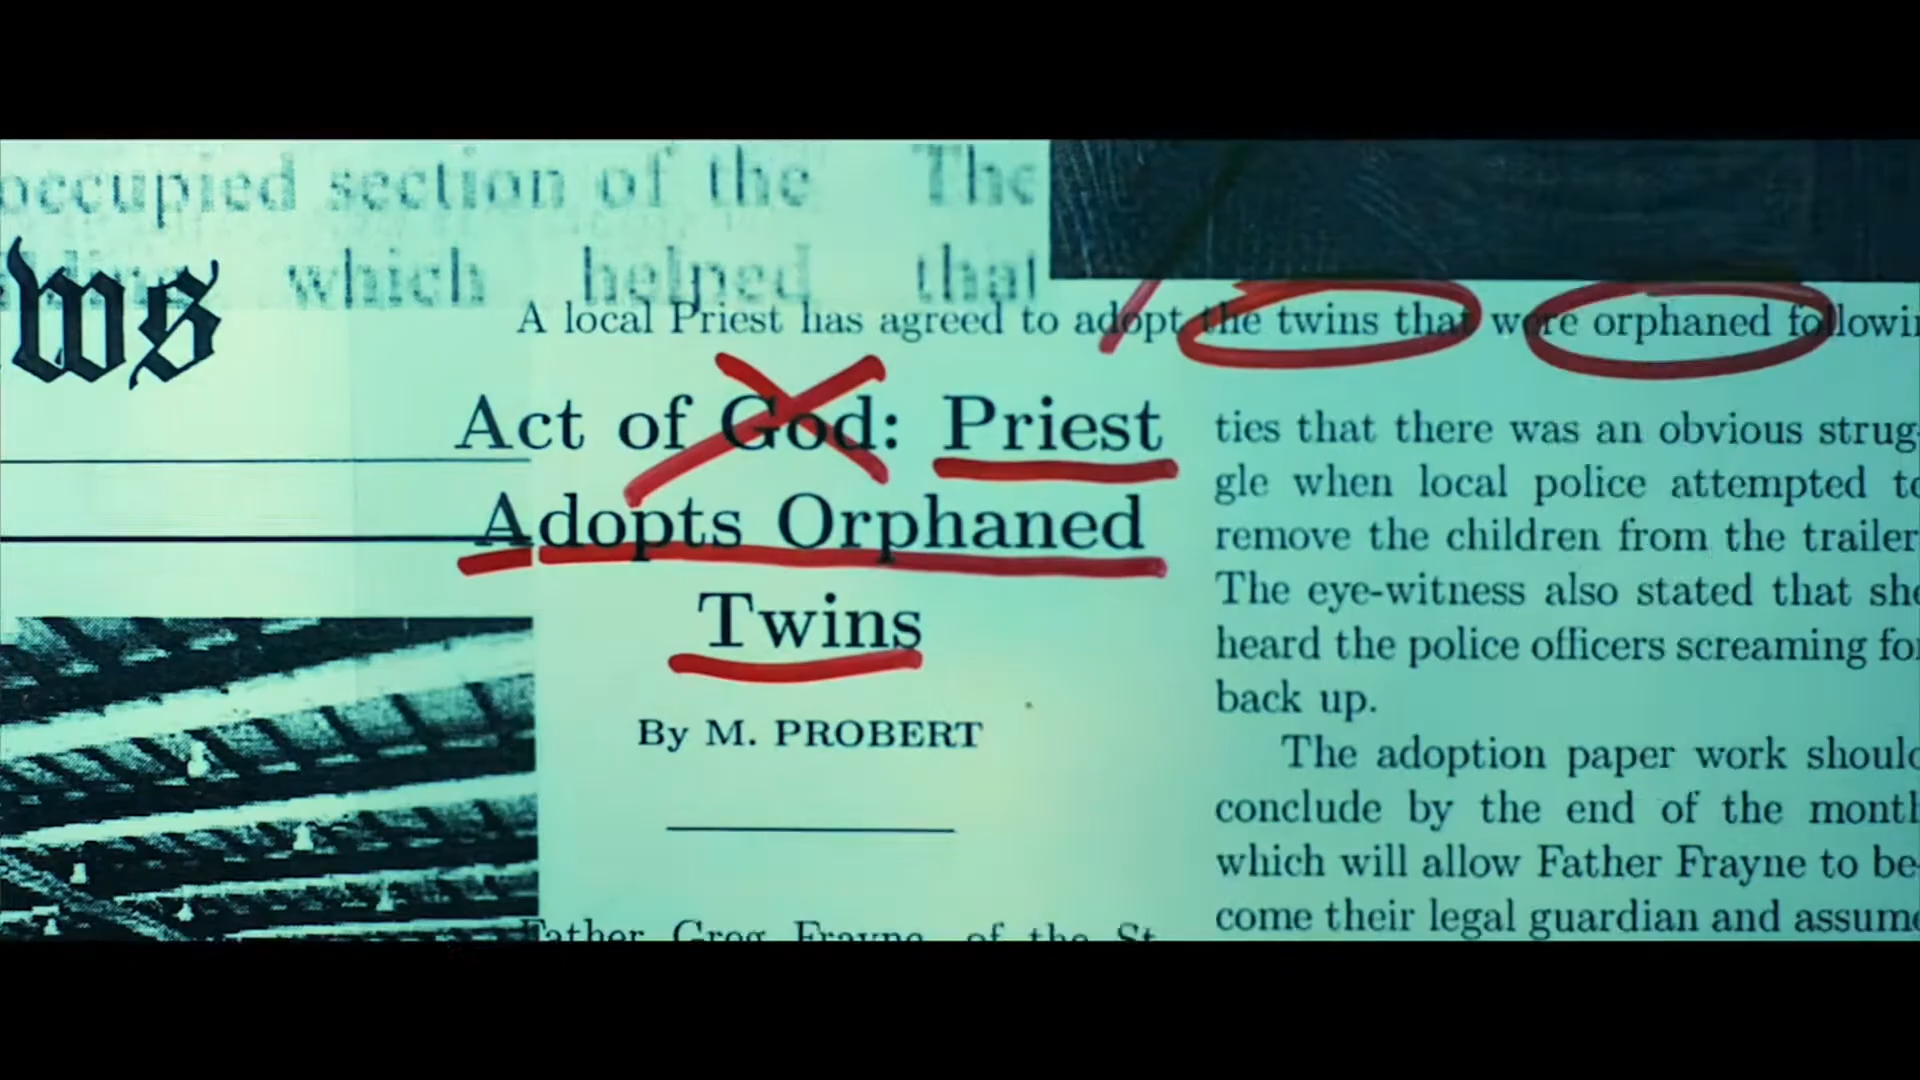 occupied section of the The
which helped that
ws
A local Priest has agreed to adopt the twins that were orphaned followin
Act of God: Priest
Adopts Orphaned
Twins
By M. PROBERT
Father Greg Frayne, of the St
ties that there was an obvious strug-
gle when local police attempted to
remove the children from the trailer
The eye-witness also stated that she
heard the police officers screaming for
back up.
The adoption paper work should
conclude by the end of the month
which will allow Father Frayne to be-
come their legal guardian and assume